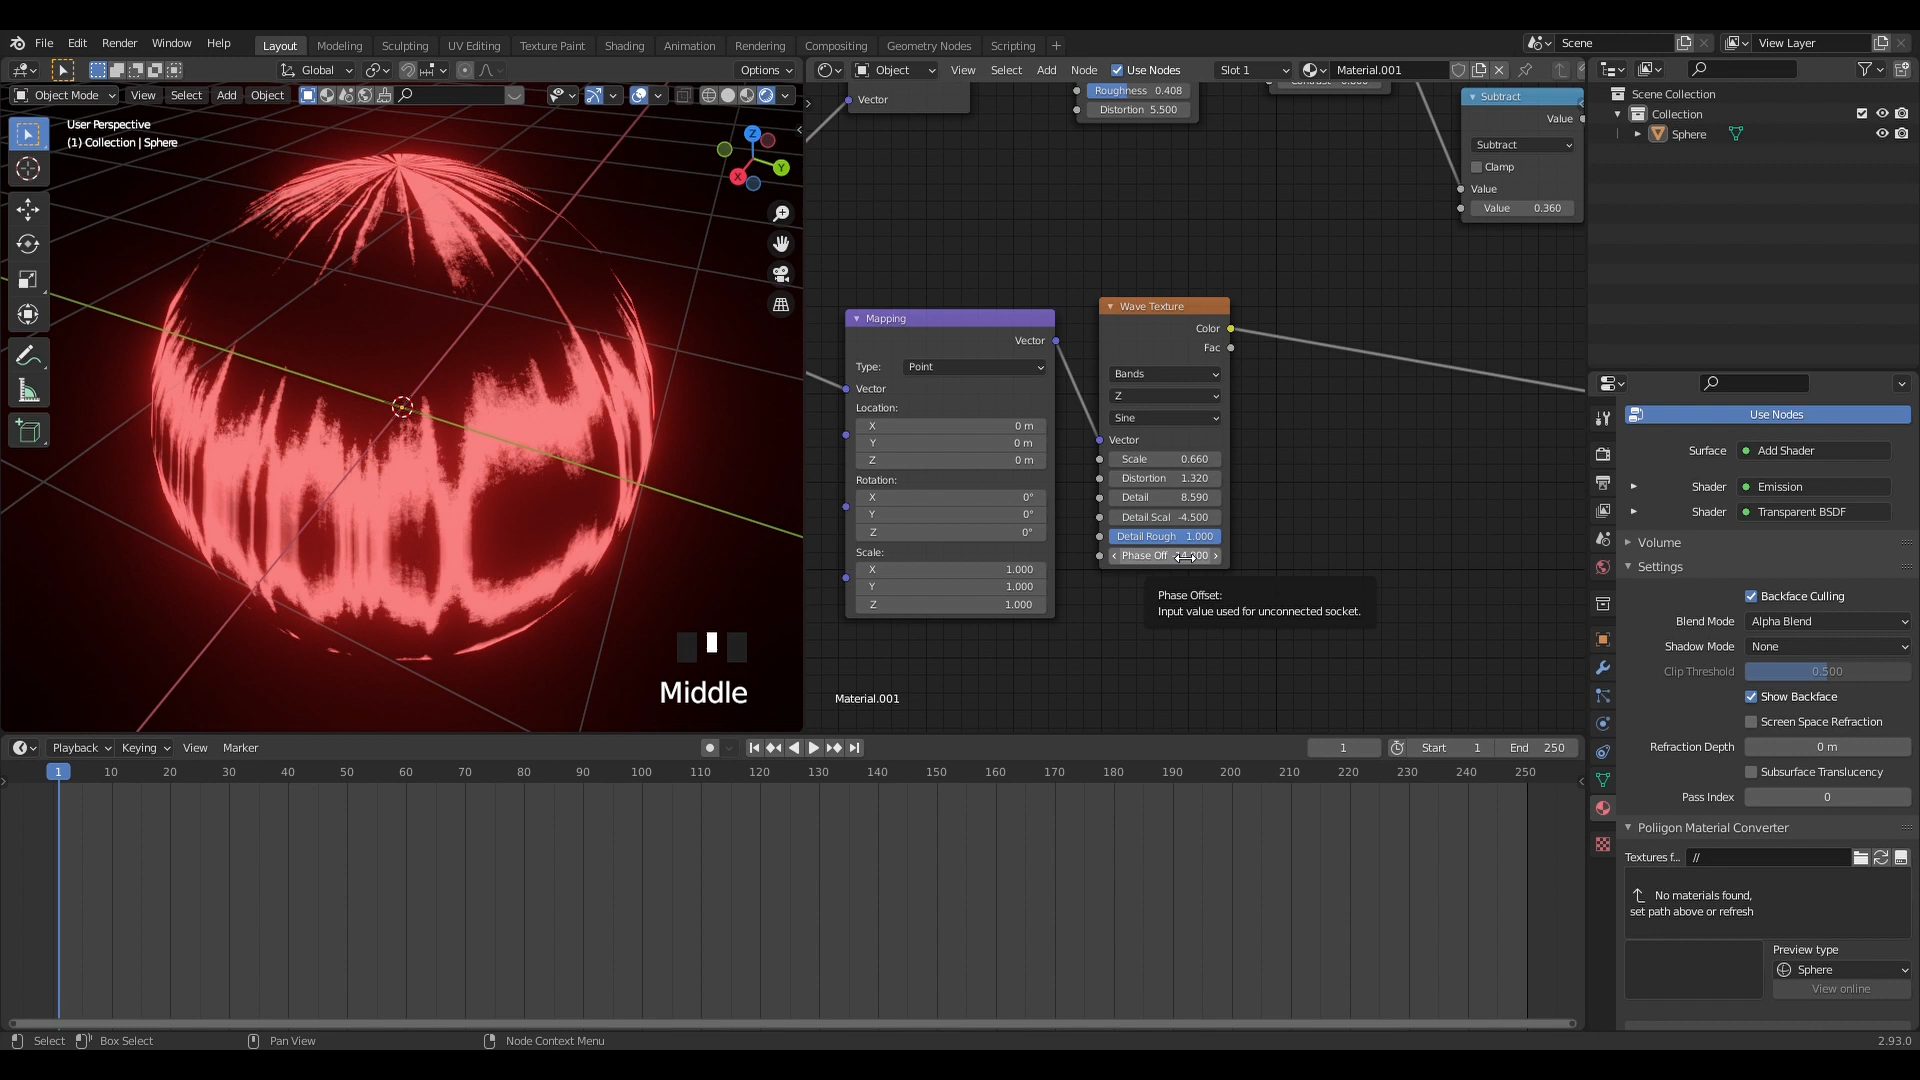 File Edit Render Window Help Layout Modeling Sculpting UV Editing Texture Paint Shading Animation Rendering Compositing Geometry Nodes Scripting + Scene View Layer
Global Options
Object View Select Add Node Use Nodes Slot 1 Material.001
Object Mode View Select Add Object
User Perspective
(1) Collection | Sphere
Z
Y
X
Middle
Vector
Roughness 0.408
Distortion 5.500
Subtract
Value
Subtract
Clamp
Value
Value 0.360
Mapping
Vector
Type: Point
Vector
Location:
X 0 m
Y 0 m
Z 0 m
Rotation:
X 0°
Y 0°
Z 0°
Scale:
X 1.000
Y 1.000
Z 1.000
Wave Texture
Color
Fac
Bands
Z
Sine
Vector
Scale 0.660
Distortion 1.320
Detail 8.590
Detail Scal -4.500
Detail Rough 1.000
Phase Off
Phase Offset:
Input value used for unconnected socket.
Material.001
Scene Collection
Collection
Sphere
Use Nodes
Surface Add Shader
Shader Emission
Shader Transparent BSDF
Volume
Settings
Backface Culling
Blend Mode Alpha Blend
Shadow Mode None
Clip Threshold 0.500
Show Backface
Screen Space Refraction
Refraction Depth 0 m
Subsurface Translucency
Pass Index 0
Poliigon Material Converter
Textures f... //
No materials found,
set path above or refresh
Preview type
Sphere
View online
Playback Keying View Marker 1 Start 1 End 250
1 10 20 30 40 50 60 70 80 90 100 110 120 130 140 150 160 170 180 190 200 210 220 230 240 250
Select Box Select Pan View Node Context Menu 2.93.0